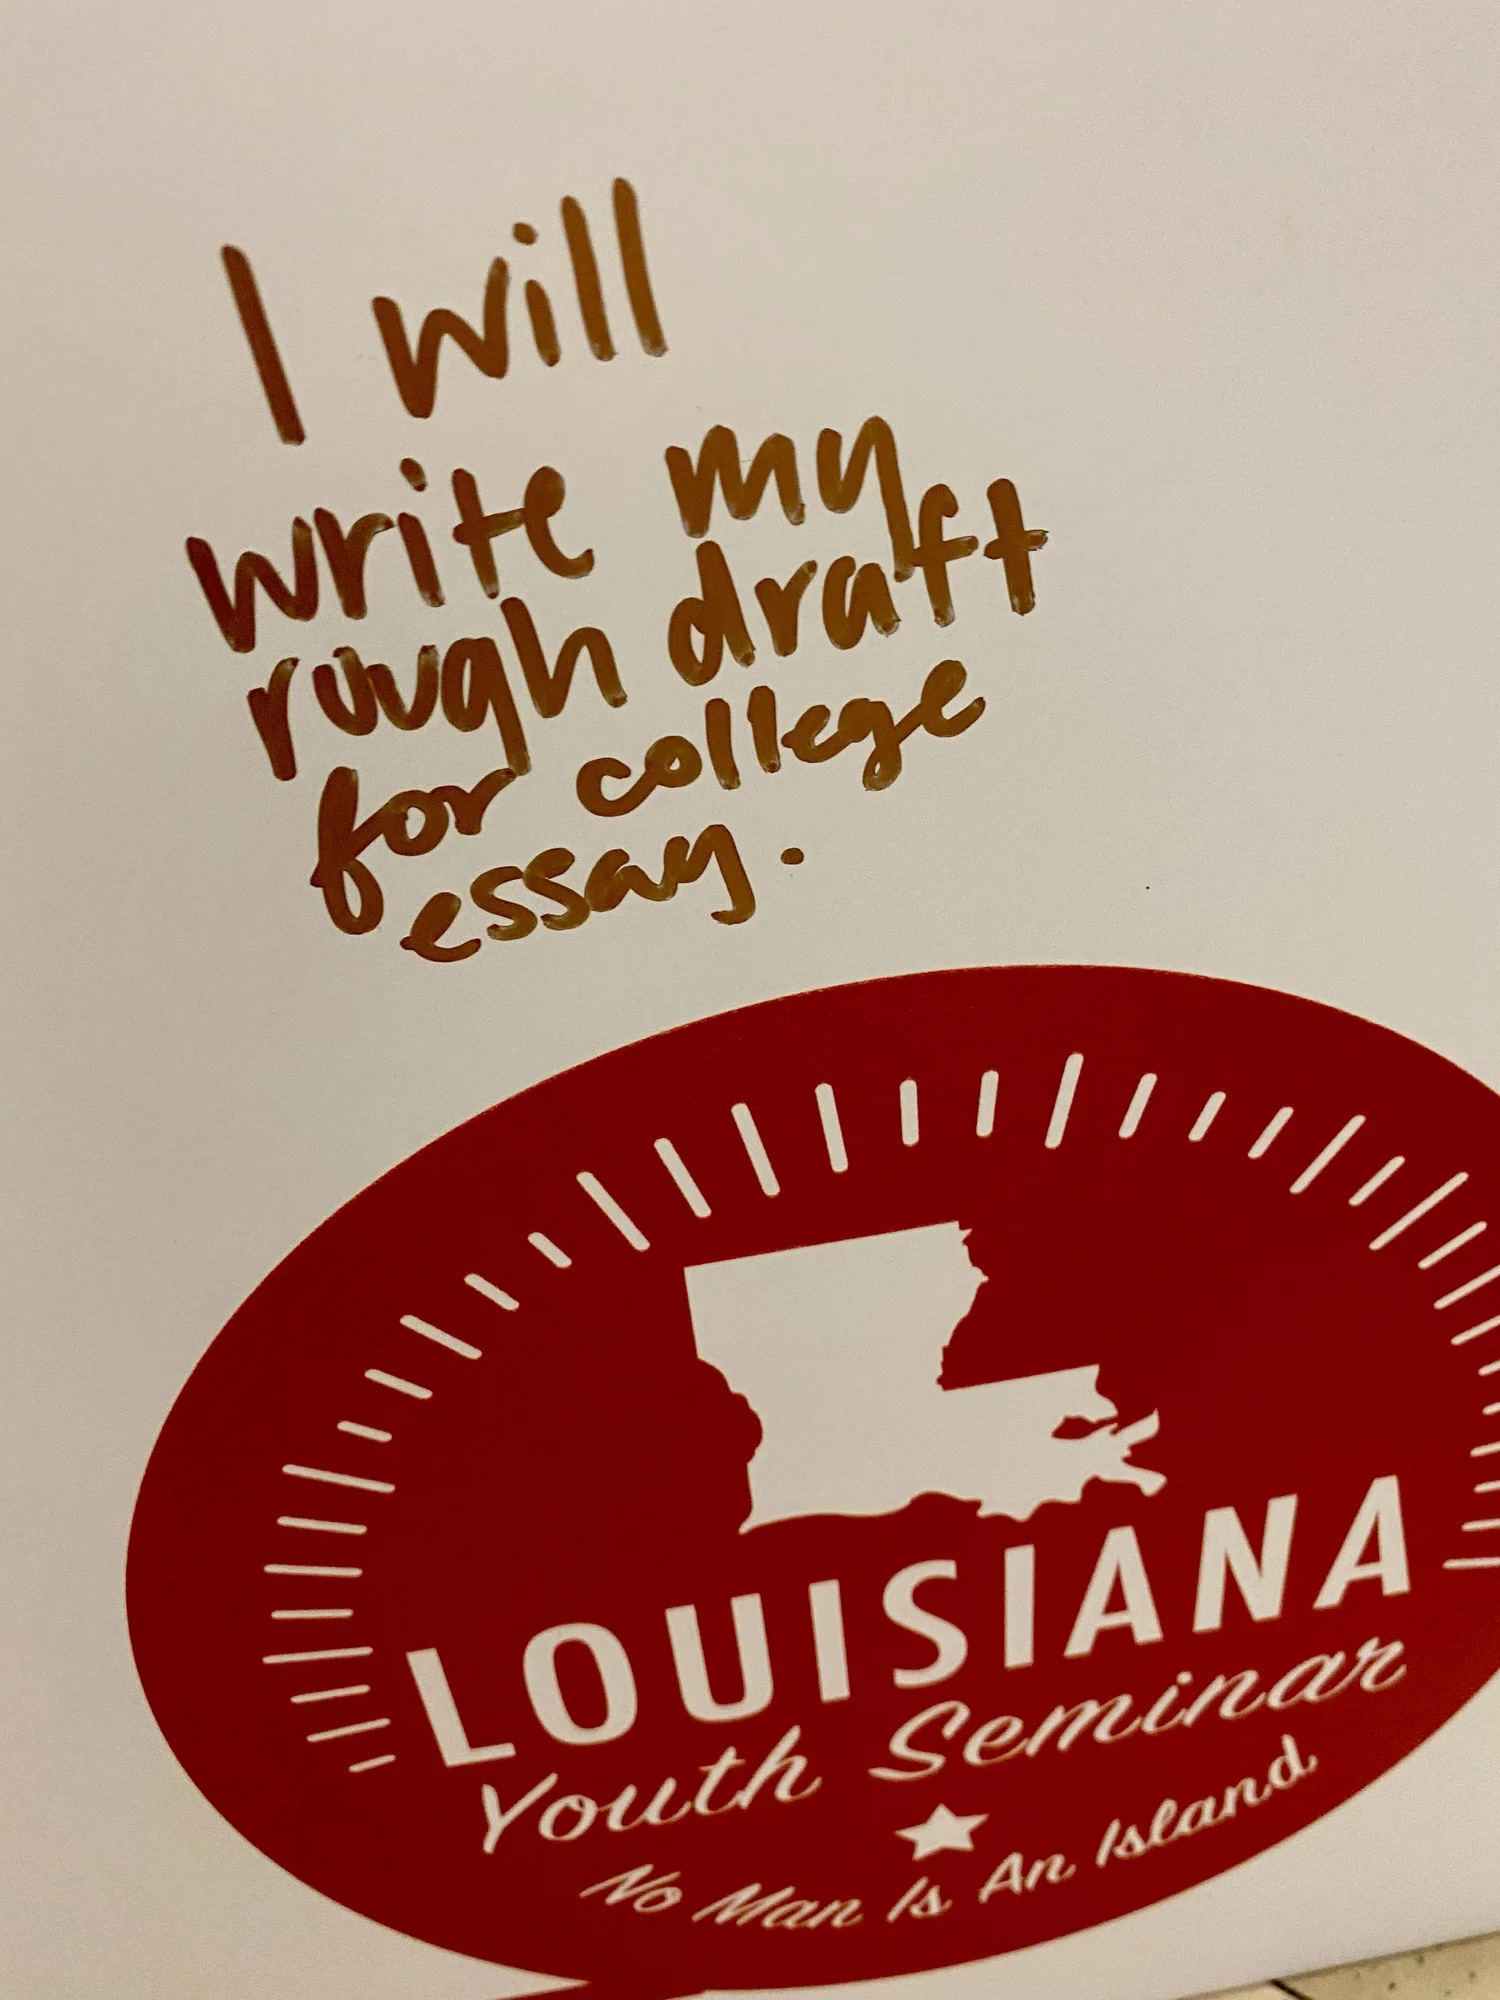 I will
write my
rough draft
for college
essay.
LOUISIANA
Youth Seminar
No Man Is An Island